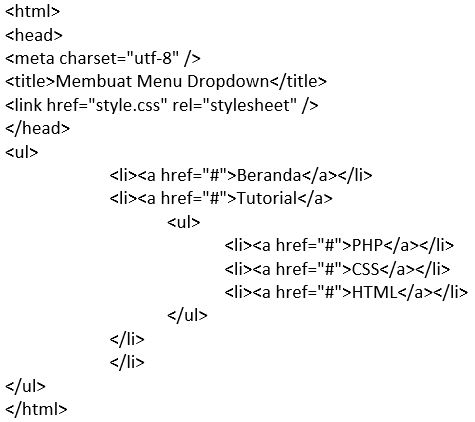 <html>
<head>
<meta charset="utf-8" />
<title>Membuat Menu Dropdown</title>
<link href="style.css" rel="stylesheet" />
</head>
<ul>
<li><a href="#">Beranda</a></li>
<li><a href="#">Tutorial</a>
<ul>
<li><a href="#">PHP</a></li>
<li><a href="#">CSS</a></li>
<li><a href="#">HTML</a></li>
</ul>
</li>
</li>
</ul>
</html>